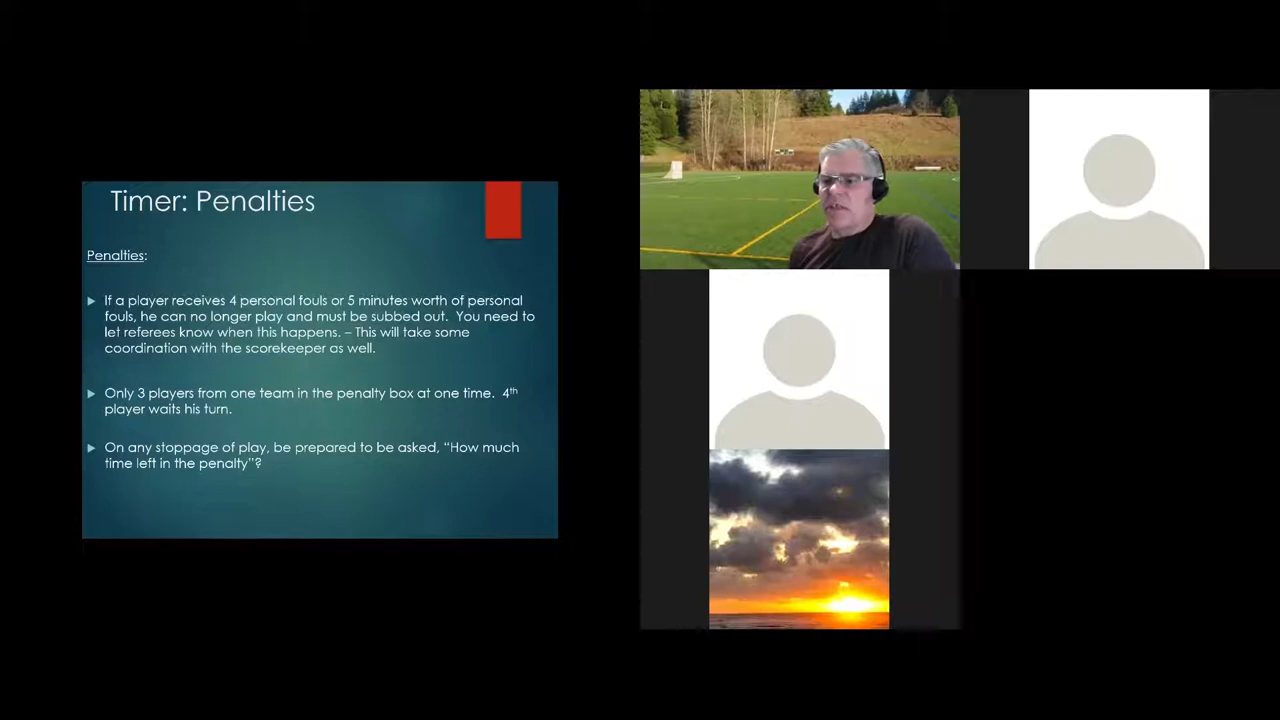 Timer: Penalties
Penalties:
If a player receives 4 personal fouls or 5 minutes worth of personal
fouls, he can no longer play and must be subbed out. You need to
let referees know when this happens. – This will take some
coordination with the scorekeeper as well.
Only 3 players from one team in the penalty box at one time. 4th
player waits his turn.
On any stoppage of play, be prepared to be asked, “How much
time left in the penalty”?